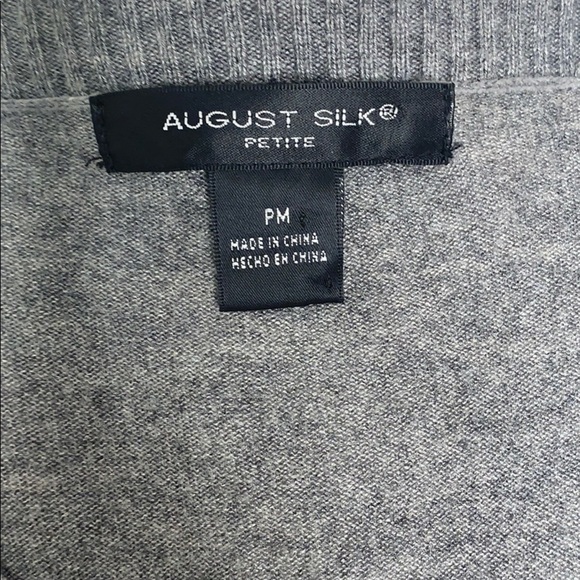 AUGUST SILK®
PETITE
PM
MADE IN CHINA
HECHO EN CHINA